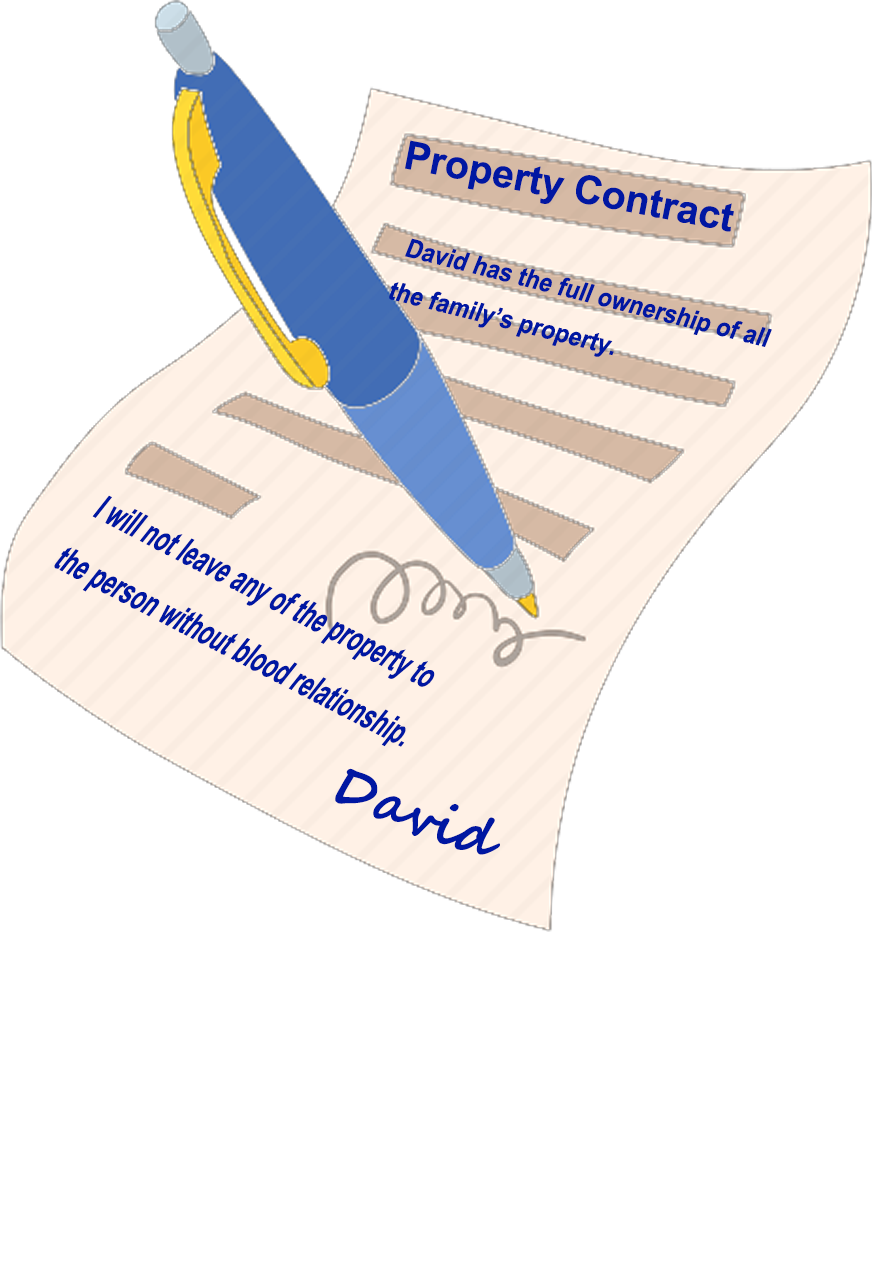 Property Contract
David has the full ownership of all
the family’s property.
I will not leave any of the property to
the person without blood relationship.
David